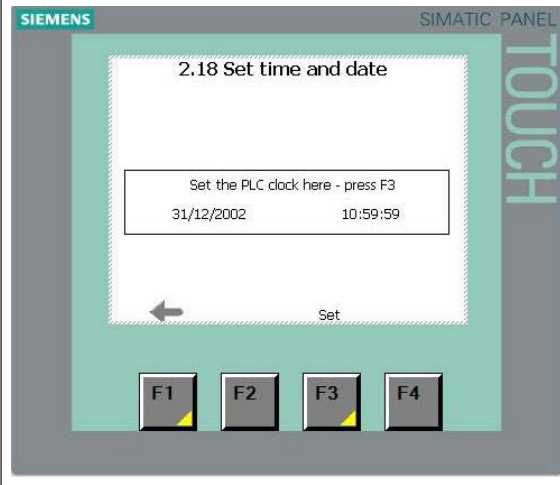 SIEMENS
SIMATIC PANEL
TOUCH
2.18 Set time and date
Set the PLC clock here - press F3
31/12/2002 10:59:59
Set
F1 F2 F3 F4